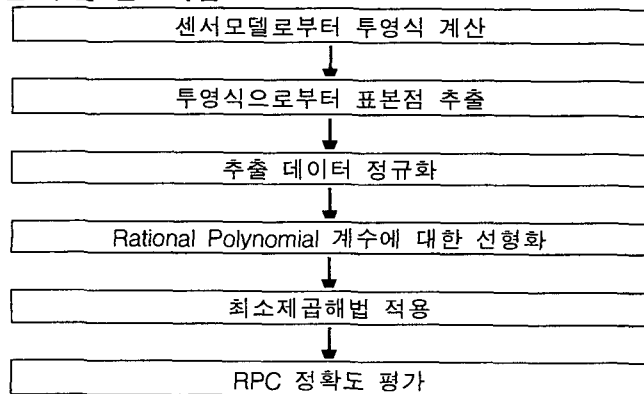 센서모델로부터 투영식 계산
투영식으로부터 표본점 추출
추출 데이터 정규화
Rational Polynomial 계수에 대한 선형화
최소제곱해법 적용
RPC 정확도 평가